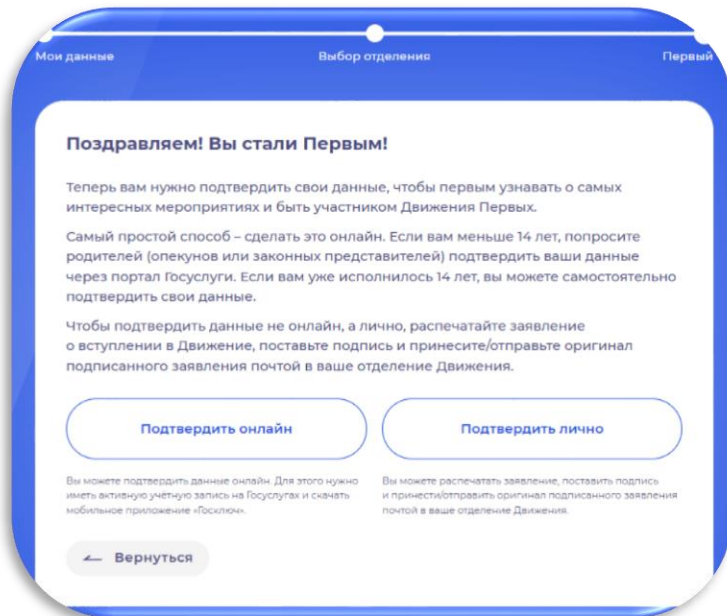 Мои данные
Выбор отделения
Первый
Поздравляем! Вы стали Первым!
Теперь вам нужно подтвердить свои данные, чтобы первым узнавать о самых
интересных мероприятиях и быть участником Движения Первых.
Самый простой способ – сделать это онлайн. Если вам меньше 14 лет, попросите
родителей (опекунов или законных представителей) подтвердить ваши данные
через портал Госуслуги. Если вам уже исполнилось 14 лет, вы можете самостоятельно
подтвердить свои данные.
Чтобы подтвердить данные не онлайн, а лично, распечатайте заявление
о вступлении в Движение, поставьте подпись и принесите/отправьте оригинал
подписанного заявления почтой в ваше отделение Движения.
Подтвердить онлайн
Подтвердить лично
Вы можете подтвердить данные онлайн. Для этого нужно
иметь активную учетную запись на Госуслугах и скачать
мобильное приложение «Госключ».
Вы можете распечатать заявление, поставить подпись
и принести/отправить оригинал подписанного заявления
почтой в ваше отделение Движения.
Вернуться